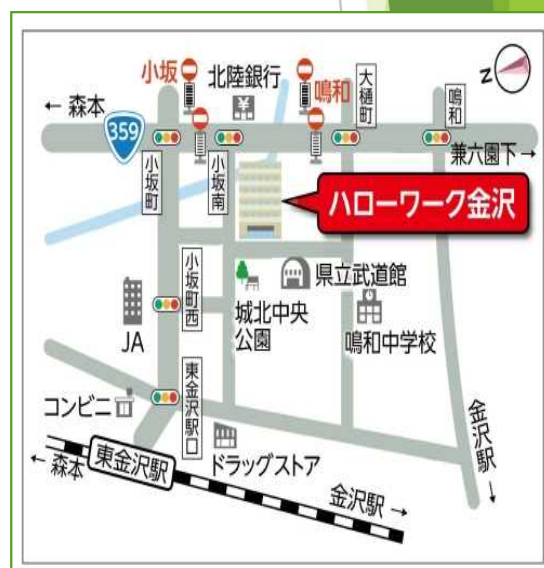 小坂
北陸銀行
¥
鳴和
大樋町
鳴和
N
← 森本
359
兼六園下
→
小坂町
小坂南
ハローワーク金沢
小坂町西
JA
県立武道館
城北中央
公園
鳴和中学校
コンビニ
東金沢駅口
ドラッグストア
金沢駅
→
←
森本
東金沢駅
金沢駅 →